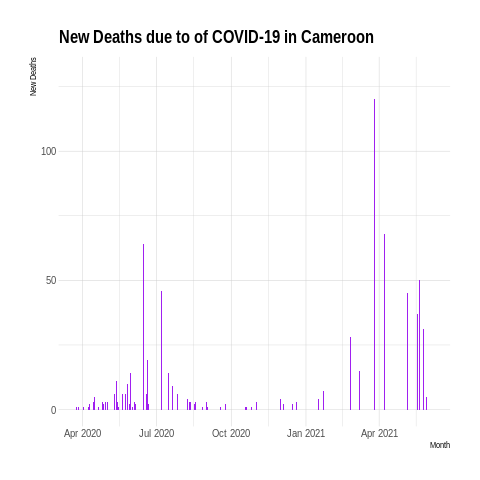 New Deaths due to of COVID-19 in Cameroon
New Deaths
100
50
0
Apr 2020 Jul 2020 Oct 2020 Jan 2021 Apr 2021
Month